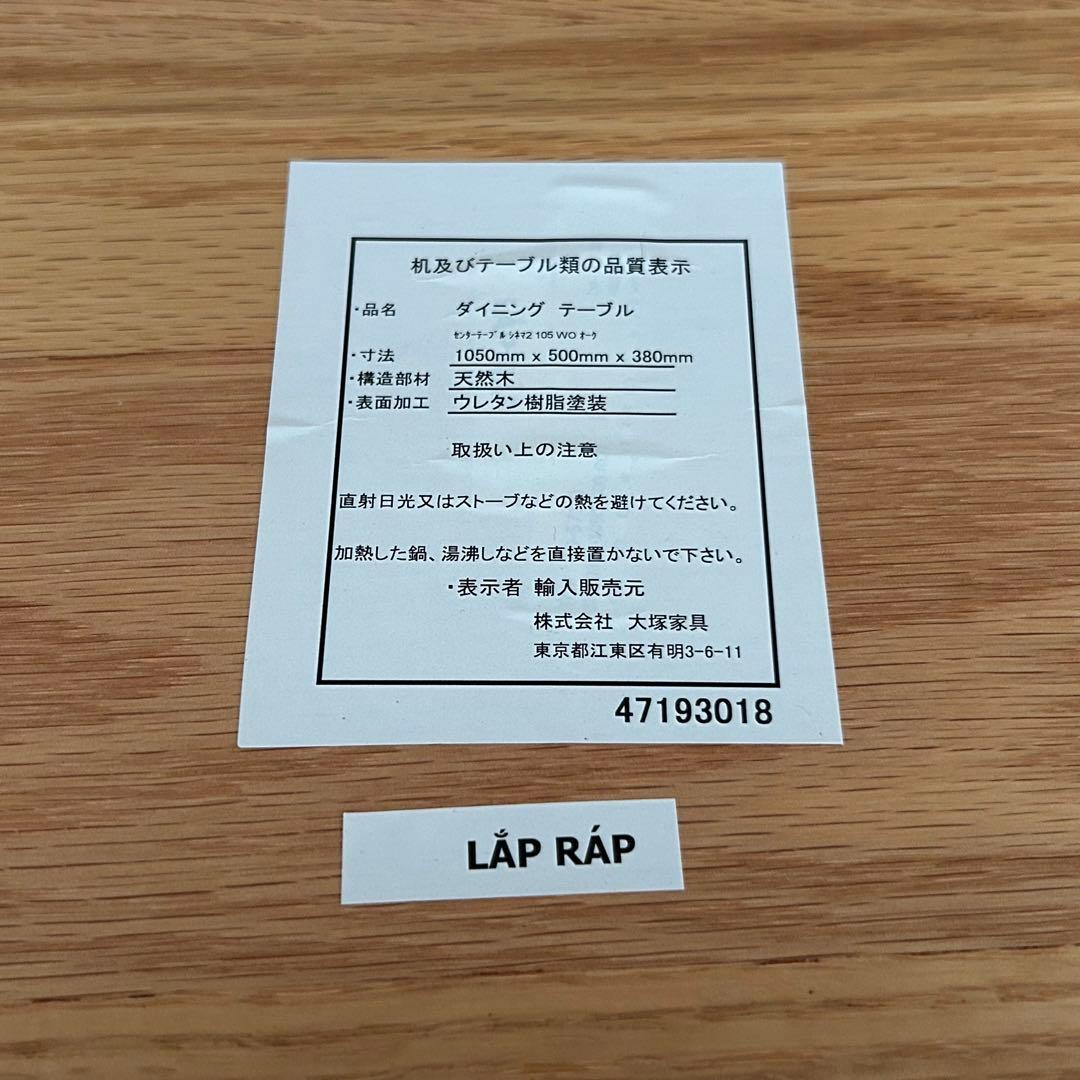 机及びテーブル類の品質表示
・品名 ダイニング テーブル
センターテーブル シネマ2 105 WO オーク
・寸法 1050mm x 500mm x 380mm
・構造部材 天然木
・表面加工 ウレタン樹脂塗装
取扱い上の注意
直射日光又はストーブなどの熱を避けてください。
加熱した鍋、湯沸しなどを直接置かないで下さい。
・表示者 輸入販売元
株式会社 大塚家具
東京都江東区有明3-6-11
47193018
LẮP RÁP